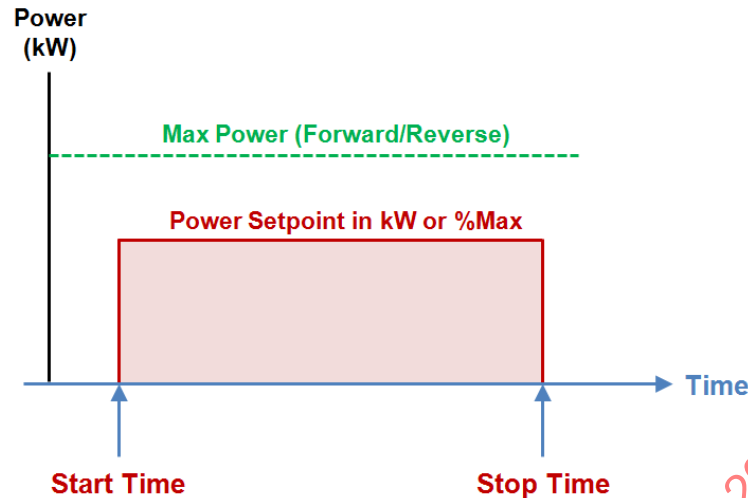 Power
(kW)
Max Power (Forward/Reverse)
Power Setpoint in kW or %Max
Time
Start Time
Stop Time